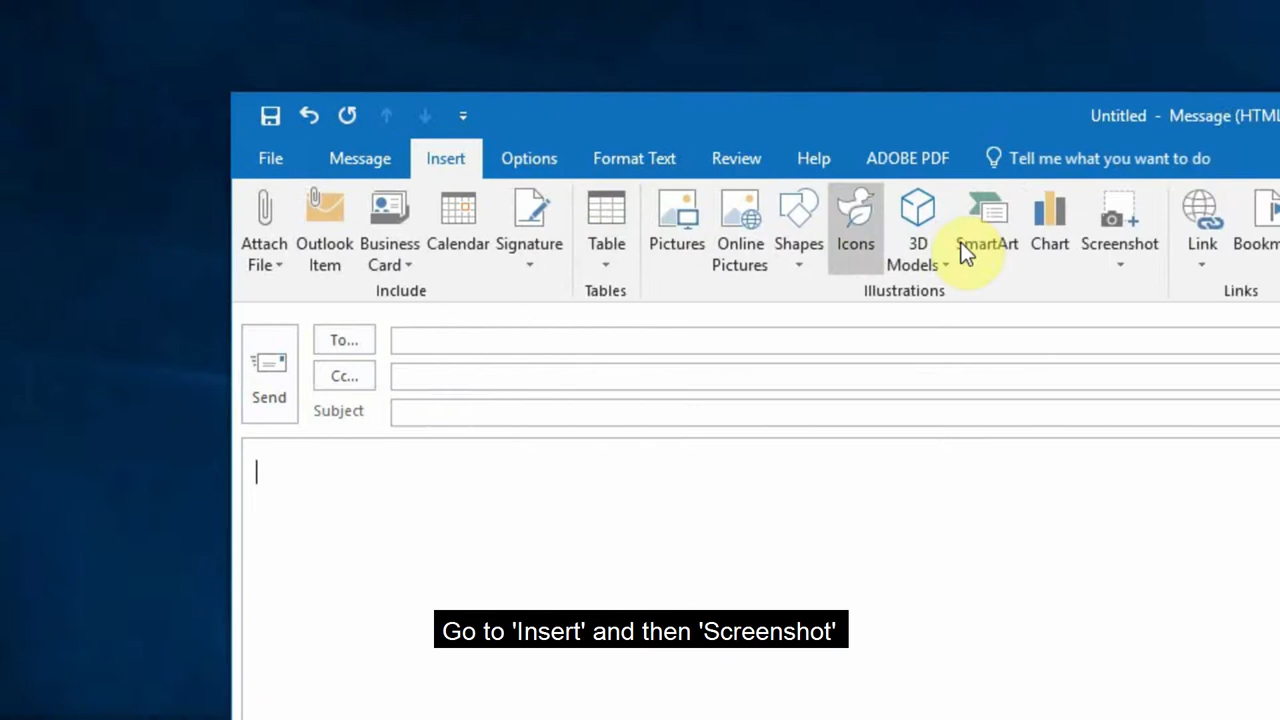 Untitled - Message (HTML
File Message Insert Options Format Text Review Help ADOBE PDF Tell me what you want to do
Attach File
Outlook Item
Business Card
Calendar
Signature
Table
Pictures
Online Pictures
Shapes
Icons
3D Models
SmartArt
Chart
Screenshot
Link
Bookm
Include
Tables
Illustrations
Links
To...
Cc...
Send
Subject
Go to 'Insert' and then 'Screenshot'